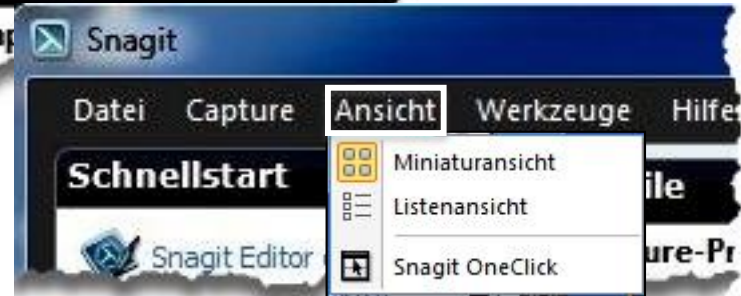 Snagit
Datei Capture Ansicht Werkzeuge
Schnellstart Miniaturansicht
Listenansicht
Snagit Editor Snagit OneClick